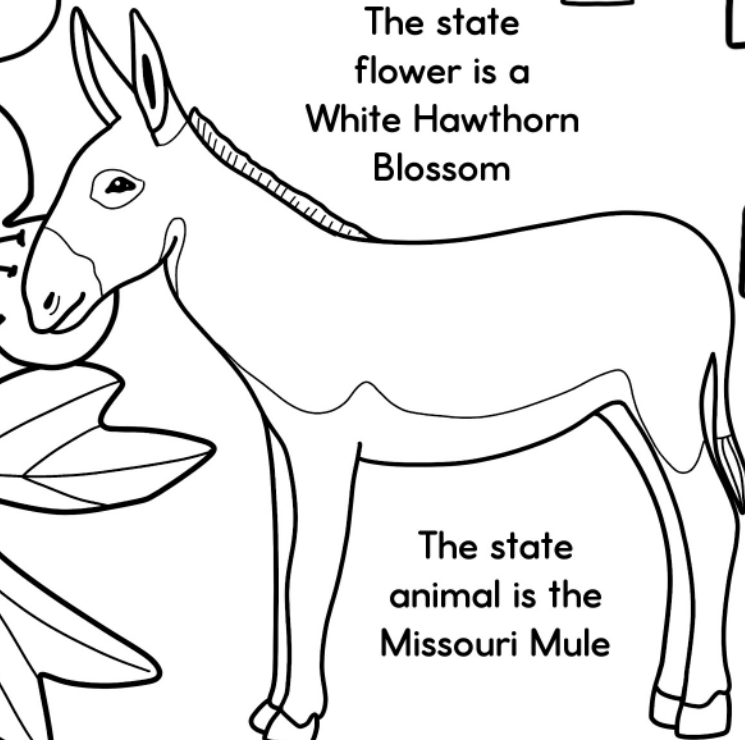 The state
flower is a
White Hawthorn
Blossom
The state
animal is the
Missouri Mule